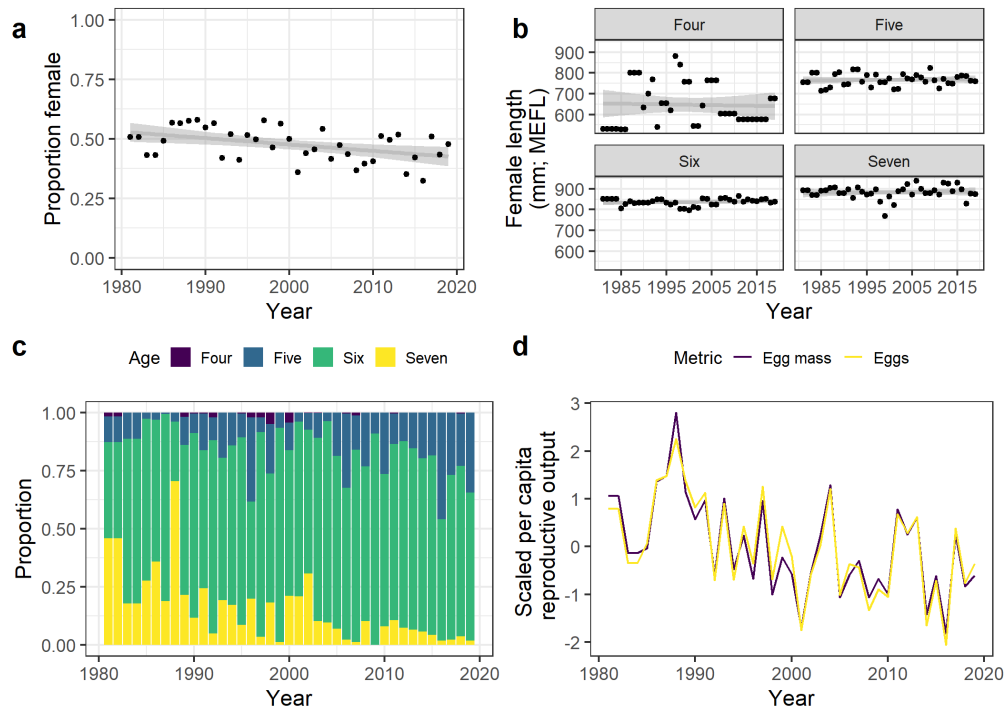 a
Proportion female
1.00
0.75
0.50
0.25
0.00
1980 1990 2000 2010 2020
Year
b
Female length
(mm; MEFL)
Four Five
900
800
700
600
Six Seven
900
800
700
600
1985 1995 2005 2015 1985 1995 2005 2015
Year
c
Age Four Five Six Seven
Proportion
1.00
0.75
0.50
0.25
0.00
1980 1990 2000 2010 2020
Year
d
Metric Egg mass Eggs
Scaled per capita
reproductive output
3
2
1
0
-1
-2
1980 1990 2000 2010 2020
Year